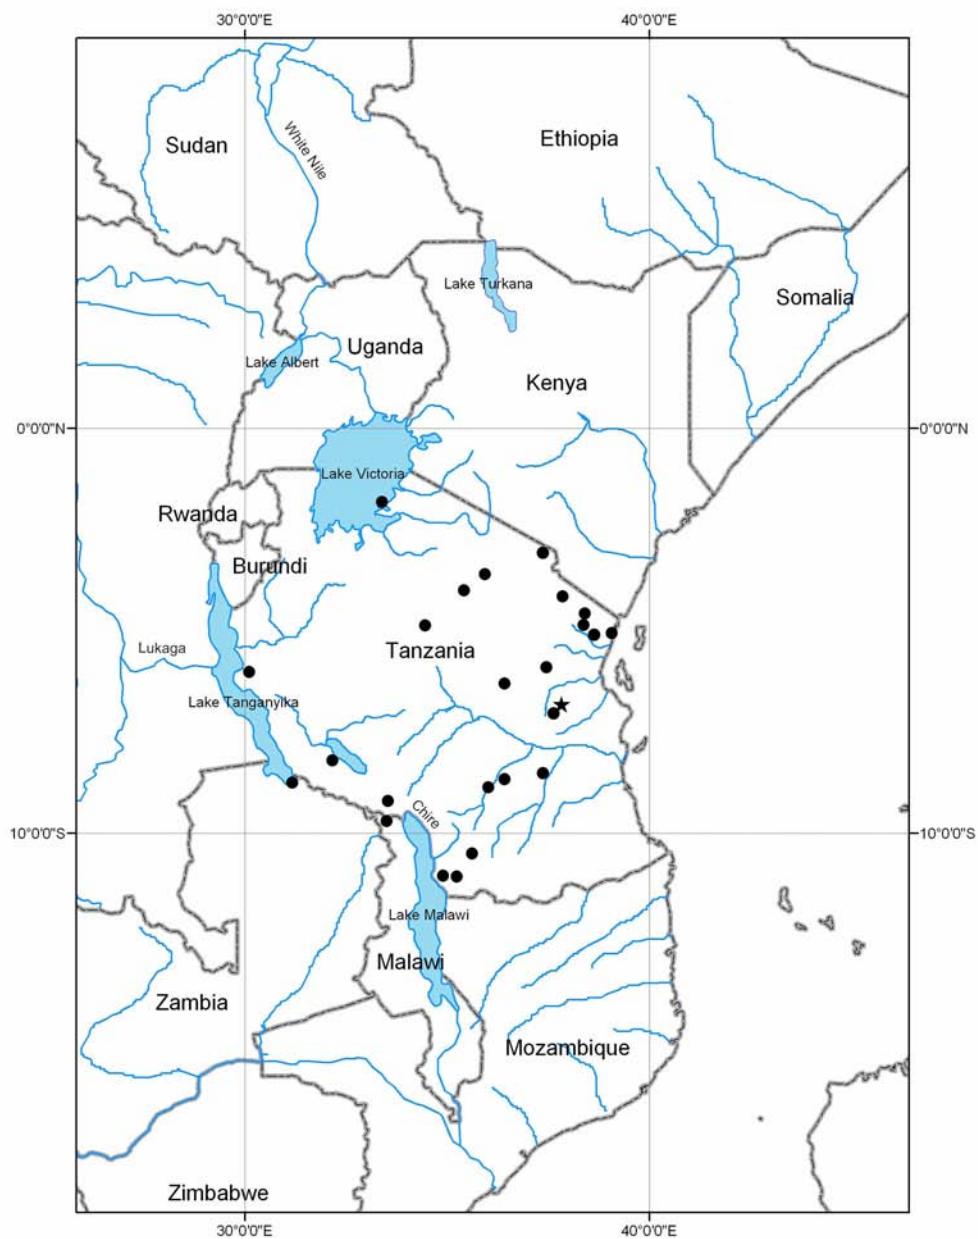 30°0'0"E 40°0'0"E
Sudan
White Nile
Ethiopia
Lake Turkana
Somalia
Uganda
Lake Albert
Kenya
0°0'0"N 0°0'0"N
Lake Victoria
Rwanda
Burundi
Lukaga
Tanzania
Lake Tanganyika
Chire
10°0'0"S 10°0'0"S
Lake Malawi
Malawi
Zambia
Mozambique
Zimbabwe
30°0'0"E 40°0'0"E